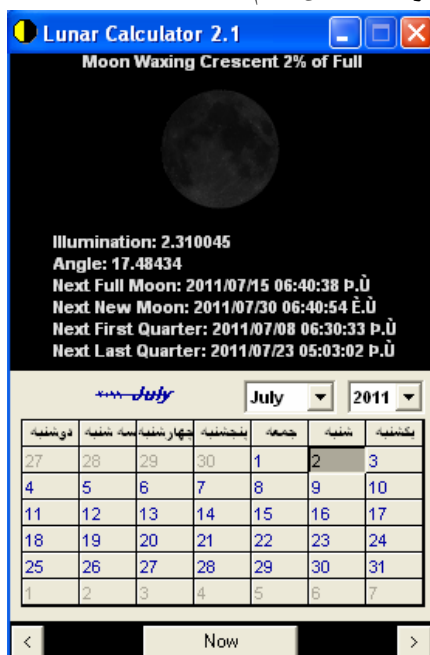 Lunar Calculator 2.1
Moon Waxing Crescent 2% of Full
Illumination: 2.310045
Angle: 17.48434
Next Full Moon: 2011/07/15 06:40:38 Þ.Ù
Next New Moon: 2011/07/30 06:40:54 È.Ù
Next First Quarter: 2011/07/08 06:30:33 Þ.Ù
Next Last Quarter: 2011/07/23 05:03:02 Þ.Ù
July ۲۰۱۱ July 2011
دوشنبه سه شنبه چهارشنبه پنجشنبه جمعه شنبه یکشنبه
27 28 29 30 1 2 3
4 5 6 7 8 9 10
11 12 13 14 15 16 17
18 19 20 21 22 23 24
25 26 27 28 29 30 31
1 2 3 4 5 6 7
< Now >